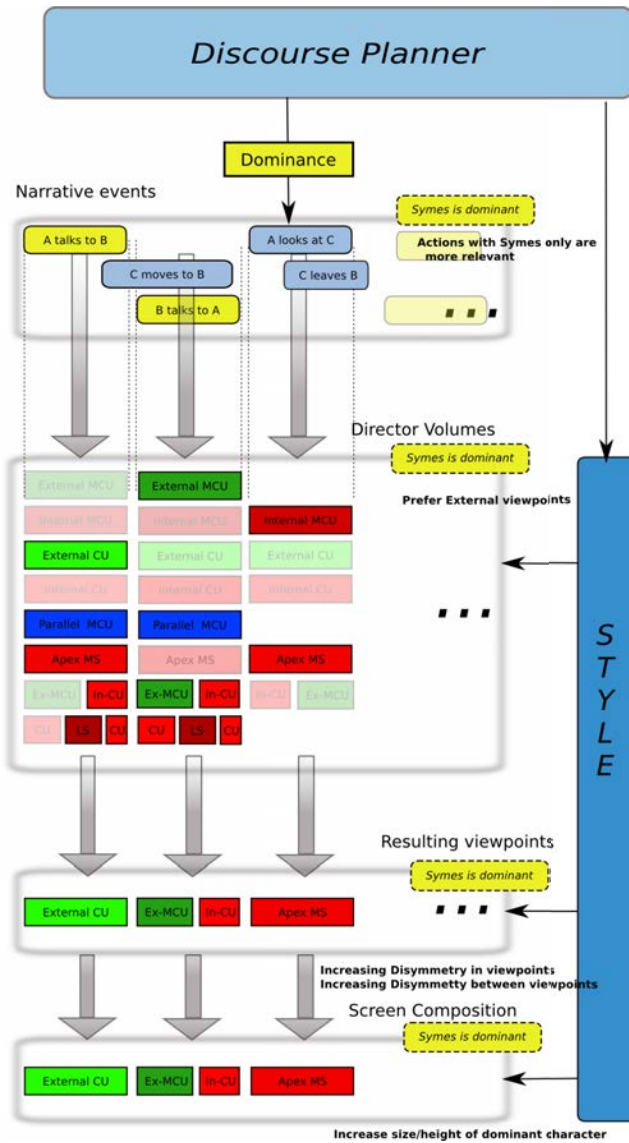 Discourse Planner
Dominance
Narrative events
Symes is dominant
A talks to B
A looks at C
Actions with Symes only are
more relevant
C moves to B
C leaves B
B talks to A
. . .
Director Volumes
Symes is dominant
External MCU
External MCU
Prefer External viewpoints
Internal MCU
Internal MCU
Internal MCU
External CU
External CU
External CU
Internal CU
Internal CU
Internal CU
Parallel MCU
Parallel MCU
. . .
Apex MS
Apex MS
Apex MS
Ex-MCU
In-CU
Ex-MCU
In-CU
In-CU
Ex-MCU
CU
LS
CU
CU
LS
CU
STYLE
Resulting viewpoints
Symes is dominant
External CU
Ex-MCU
In-CU
Apex MS
. . .
Increasing Disymmetry in viewpoints
Increasing Disymmetty between viewpoints
Screen Composition
Symes is dominant
External CU
Ex-MCU
In-CU
Apex MS
Increase size/height of dominant character